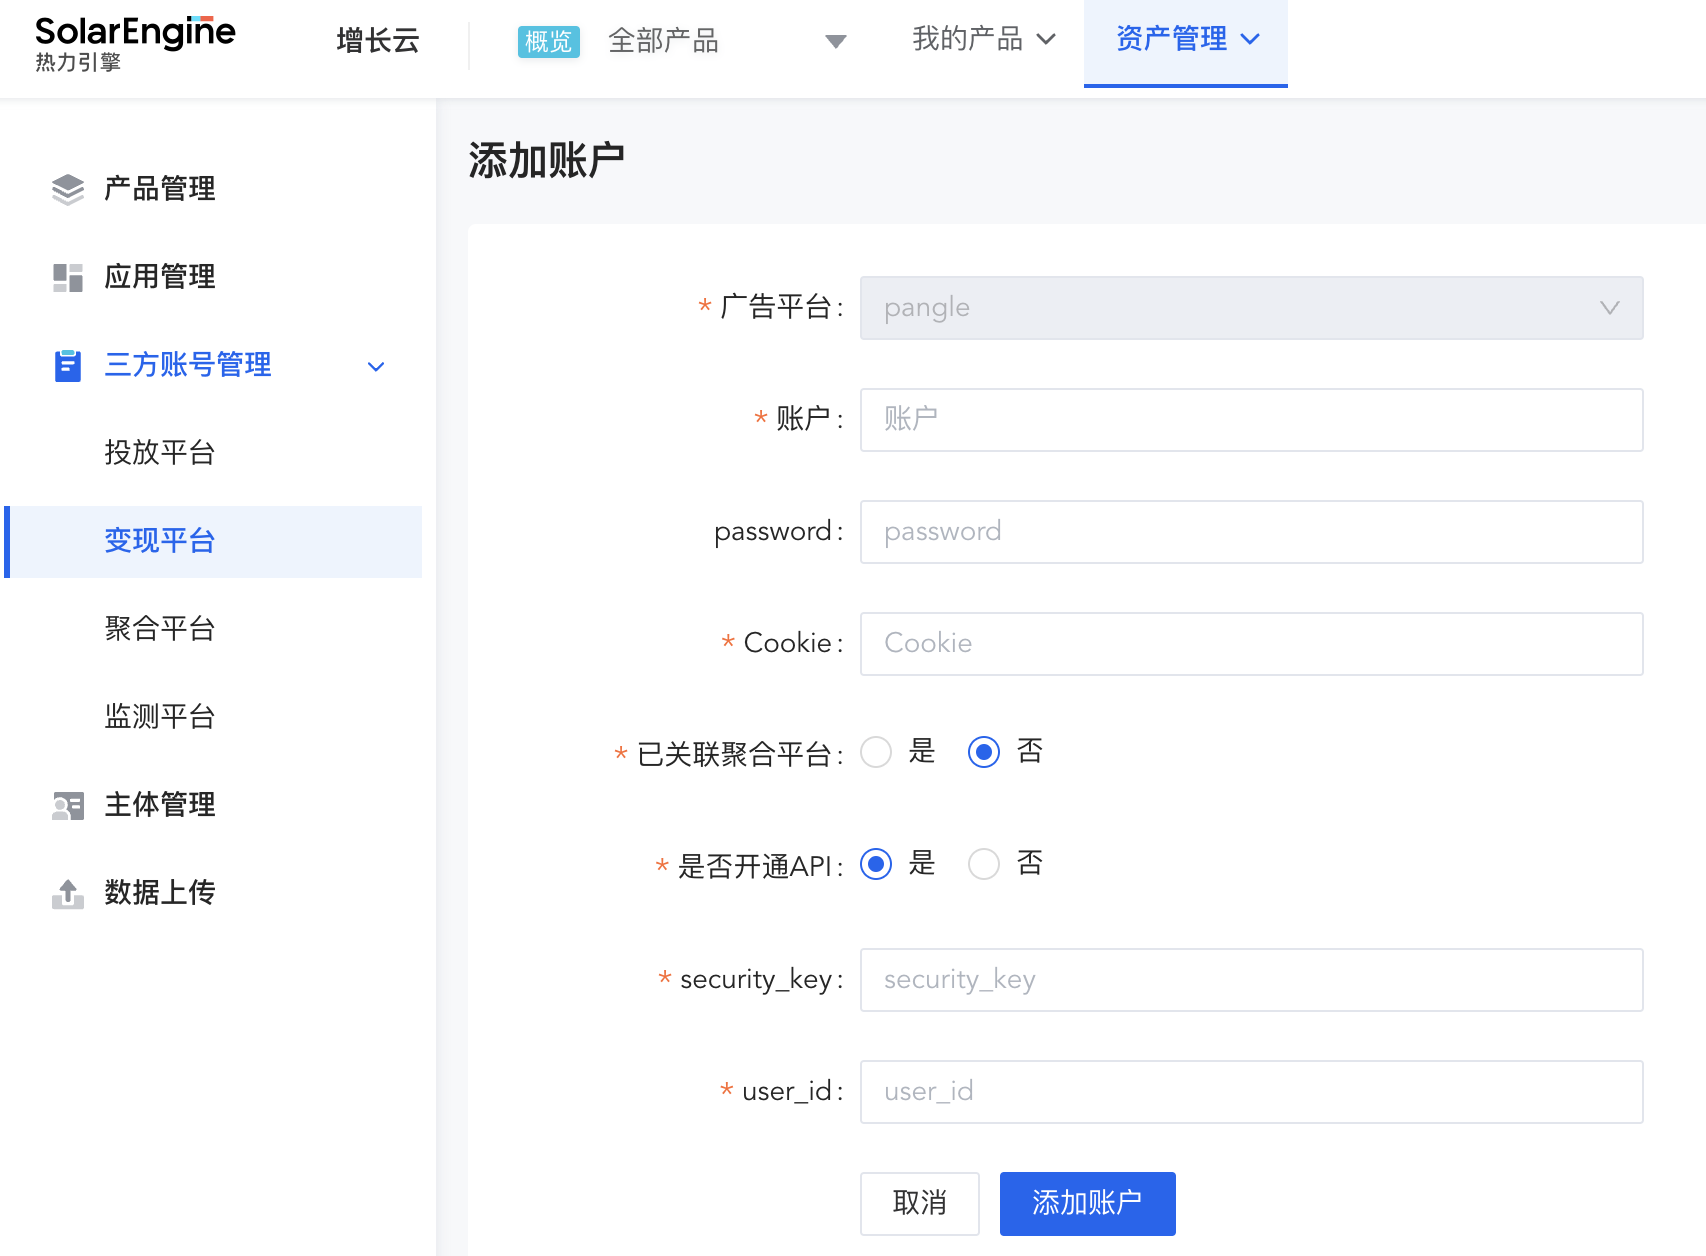 SolarEngine
热力引擎
增长云
概览 全部产品
我的产品
资产管理
产品管理
应用管理
三方账号管理
投放平台
变现平台
聚合平台
监测平台
主体管理
数据上传
添加账户
* 广告平台: pangle
* 账户: 账户
password: password
* Cookie: Cookie
* 已关联聚合平台: 是 否
* 是否开通API: 是 否
* security_key: security_key
* user_id: user_id
取消 添加账户